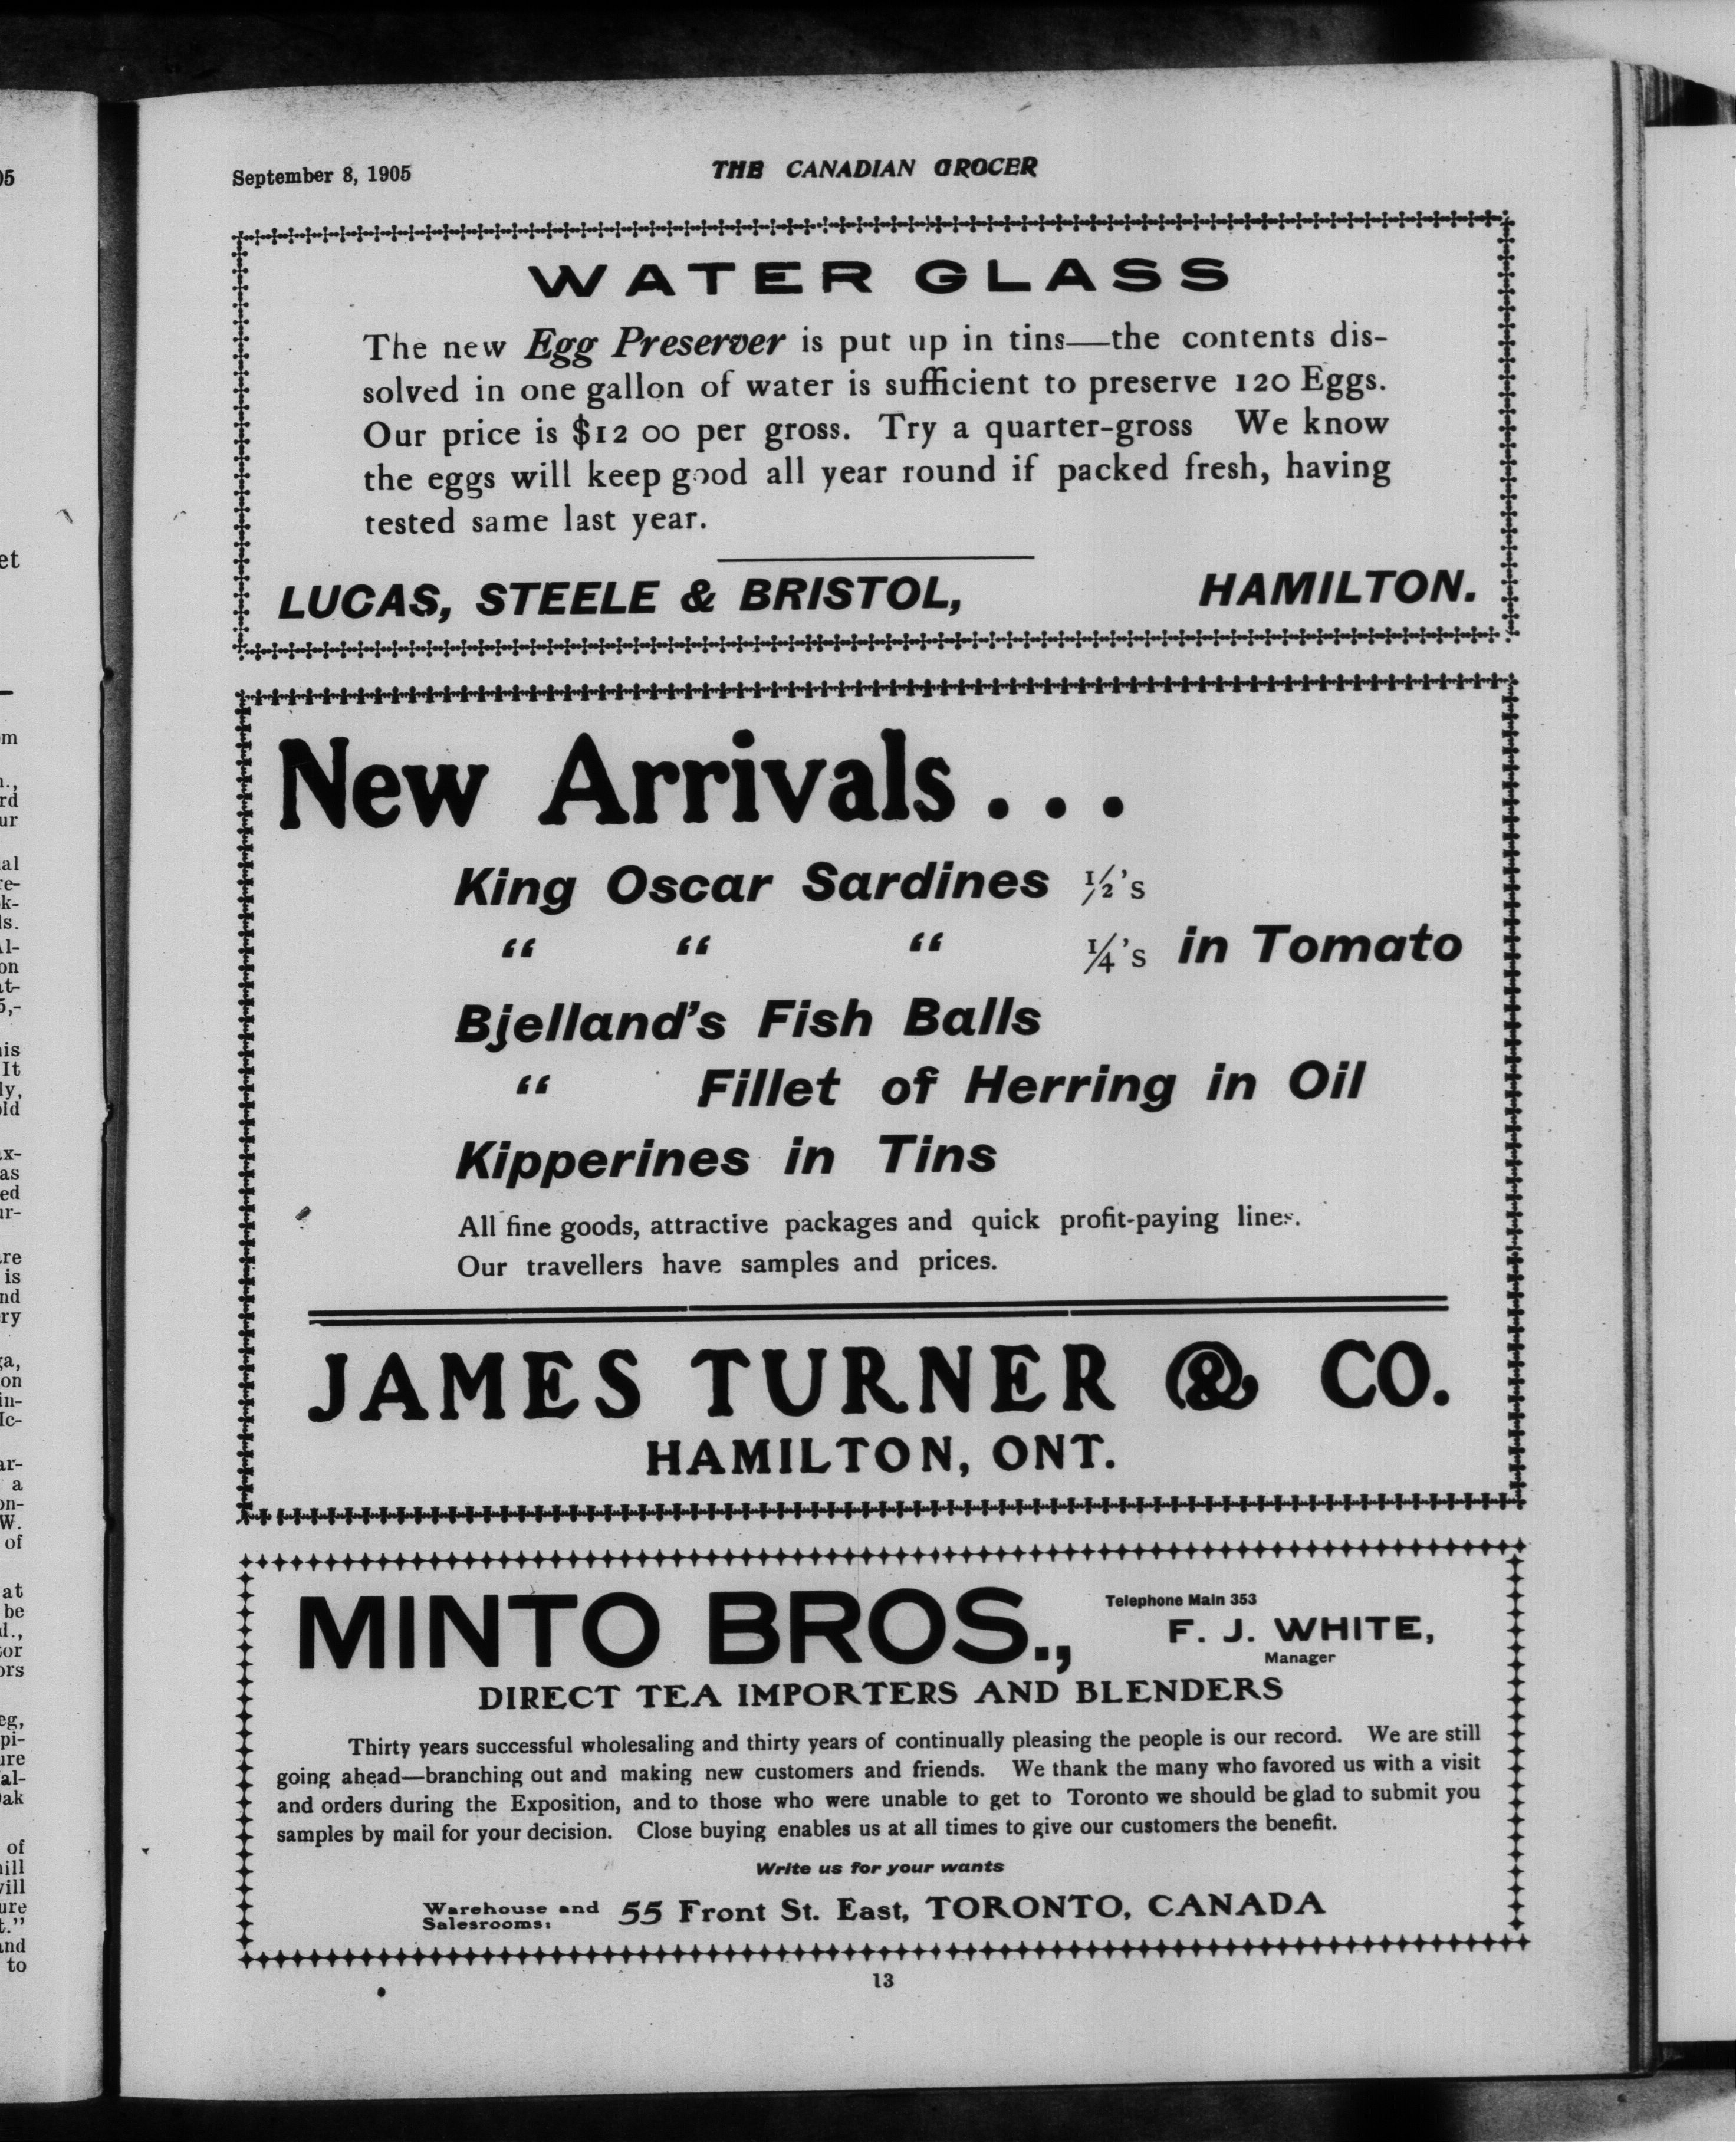 September 8, 1905
THE CANADIAN GROCER
WATER GLASS
The new Egg Preserver is put up in tins—the contents dis-
solved in one gallon of water is sufficient to preserve 120 Eggs.
Our price is $12 00 per gross. Try a quarter-gross We know
the eggs will keep good all year round if packed fresh, having
tested same last year.
LUCAS, STEELE & BRISTOL, HAMILTON.
New Arrivals...
King Oscar Sardines ½'s
“ “ “ ¼'s in Tomato
Bjelland's Fish Balls
“ Fillet of Herring in Oil
Kipperines in Tins
All fine goods, attractive packages and quick profit-paying lines.
Our travellers have samples and prices.
JAMES TURNER & CO.
HAMILTON, ONT.
MINTO BROS.,
Telephone Main 353
F. J. WHITE,
Manager
DIRECT TEA IMPORTERS AND BLENDERS
Thirty years successful wholesaling and thirty years of continually pleasing the people is our record. We are still
going ahead—branching out and making new customers and friends. We thank the many who favored us with a visit
and orders during the Exposition, and to those who were unable to get to Toronto we should be glad to submit you
samples by mail for your decision. Close buying enables us at all times to give our customers the benefit.
Write us for your wants
Warehouse and
Salesrooms:
55 Front St. East, TORONTO, CANADA
13